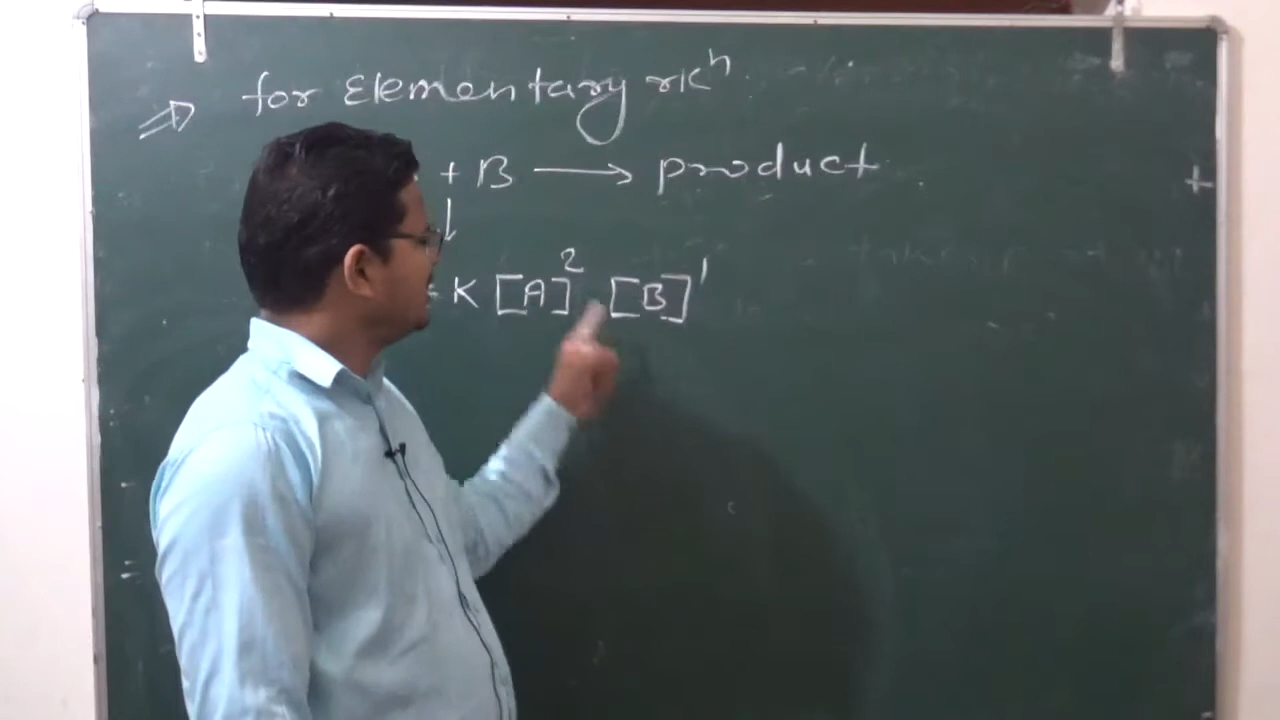 ⇒ for Elementary rxⁿ.
+ B ⟶ product
↓
K [A]² [B]¹
+